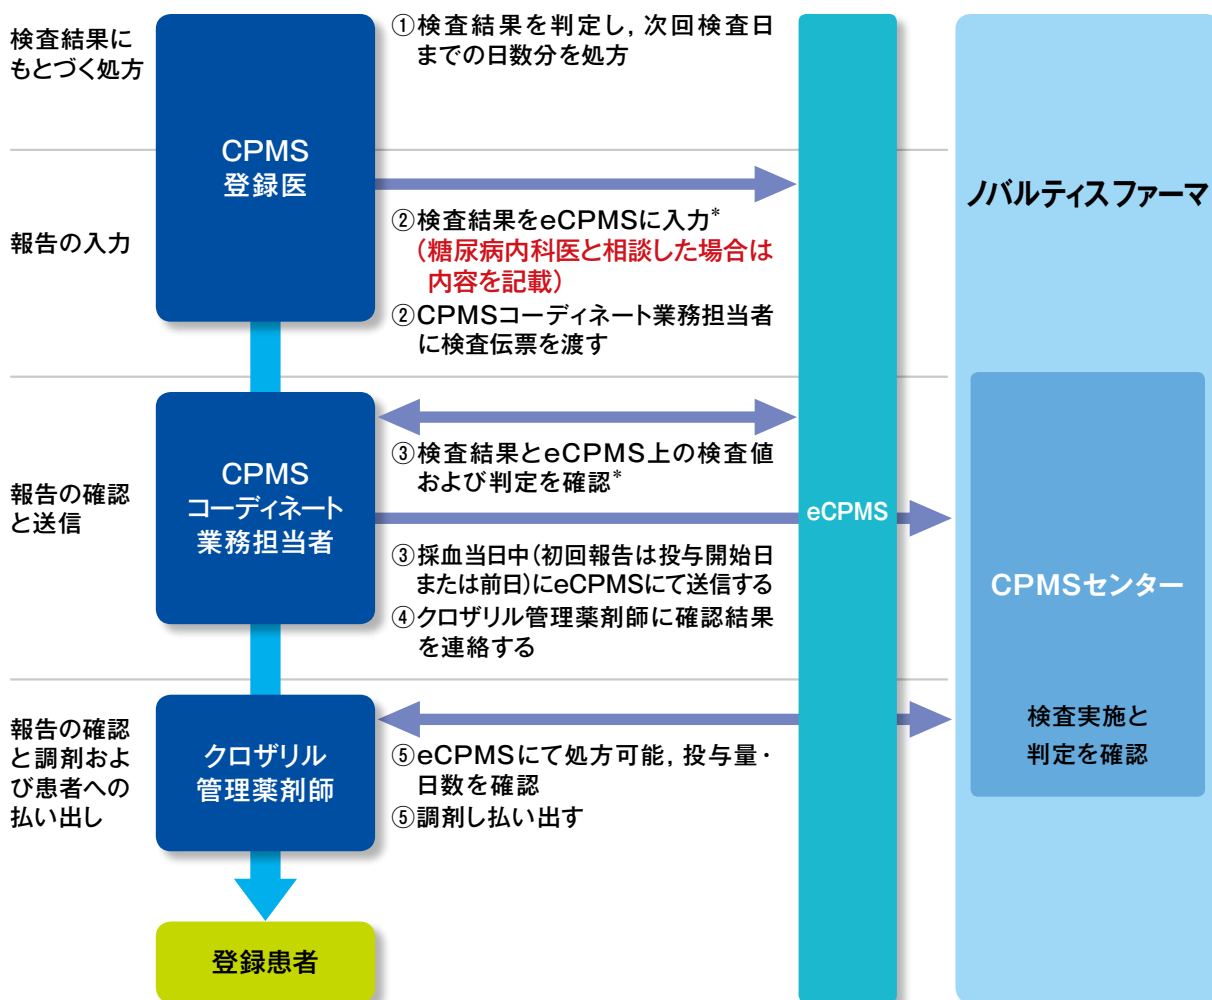 検査結果に
もとづく処方
CPMS
登録医
①検査結果を判定し, 次回検査日
までの日数分を処方
ノバルティスファーマ
報告の入力
②検査結果をeCPMSに入力*
(糖尿病内科医と相談した場合は
内容を記載)
②CPMSコーディネート業務担当者
に検査伝票を渡す
報告の確認
と送信
CPMS
コーディネート
業務担当者
③検査結果とeCPMS上の検査値
および判定を確認*
eCPMS
③採血当日中(初回報告は投与開始日
または前日)にeCPMSにて送信する
④クロザリル管理薬剤師に確認結果
を連絡する
CPMSセンター
検査実施と
判定を確認
報告の確認
と調剤およ
び患者への
払い出し
クロザリル
管理薬剤師
⑤eCPMSにて処方可能, 投与量・
日数を確認
⑤調剤し払い出す
登録患者